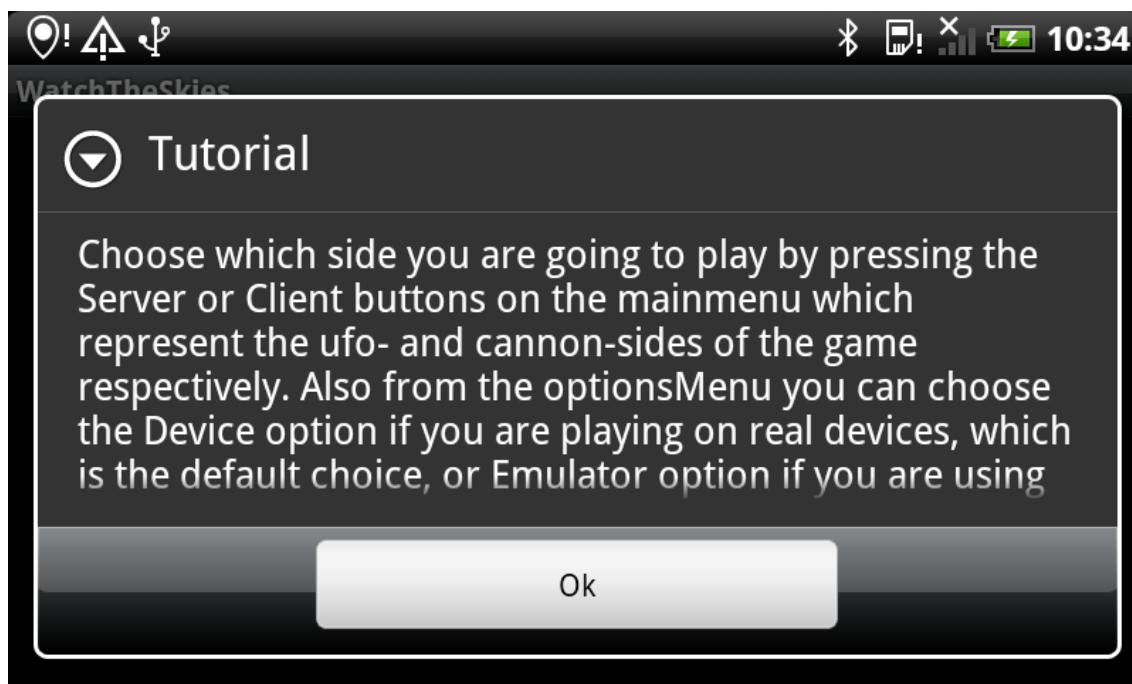 10:34
WatchTheSkies
Tutorial
Choose which side you are going to play by pressing the
Server or Client buttons on the mainmenu which
represent the ufo- and cannon-sides of the game
respectively. Also from the optionsMenu you can choose
the Device option if you are playing on real devices, which
is the default choice, or Emulator option if you are using
Ok